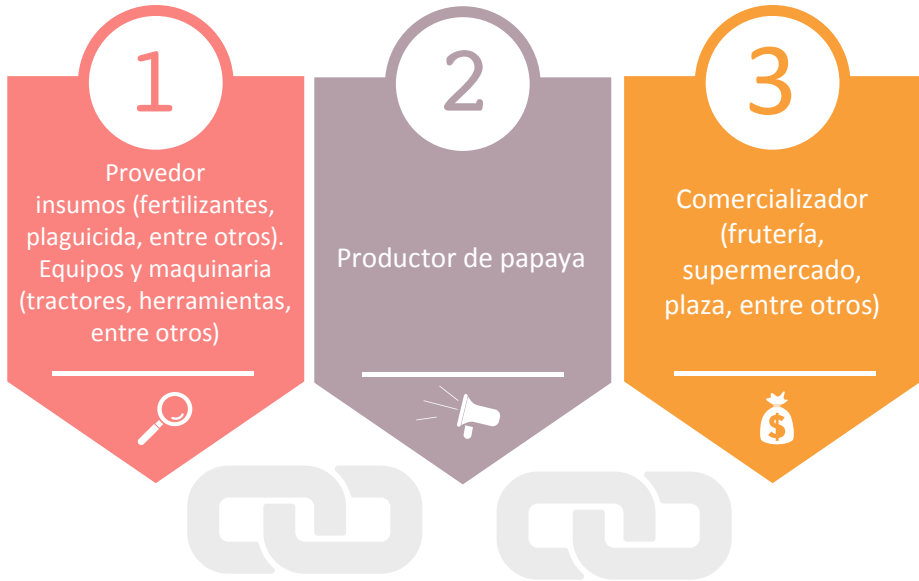 1
Provedor
insumos (fertilizantes,
plaguicida, entre otros).
Equipos y maquinaria
(tractores, herramientas,
entre otros)
2
Productor de papaya
3
Comercializador
(frutería,
supermercado,
plaza, entre otros)
$